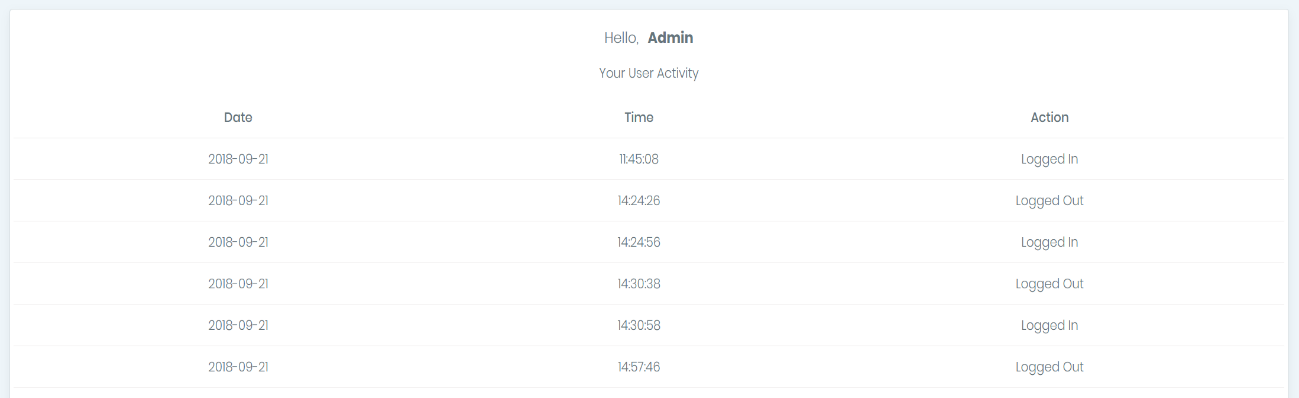 Hello, Admin
Your User Activity
Date Time Action
2018-09-21 11:45:08 Logged In
2018-09-21 14:24:26 Logged Out
2018-09-21 14:24:56 Logged In
2018-09-21 14:30:38 Logged Out
2018-09-21 14:30:58 Logged In
2018-09-21 14:57:46 Logged Out